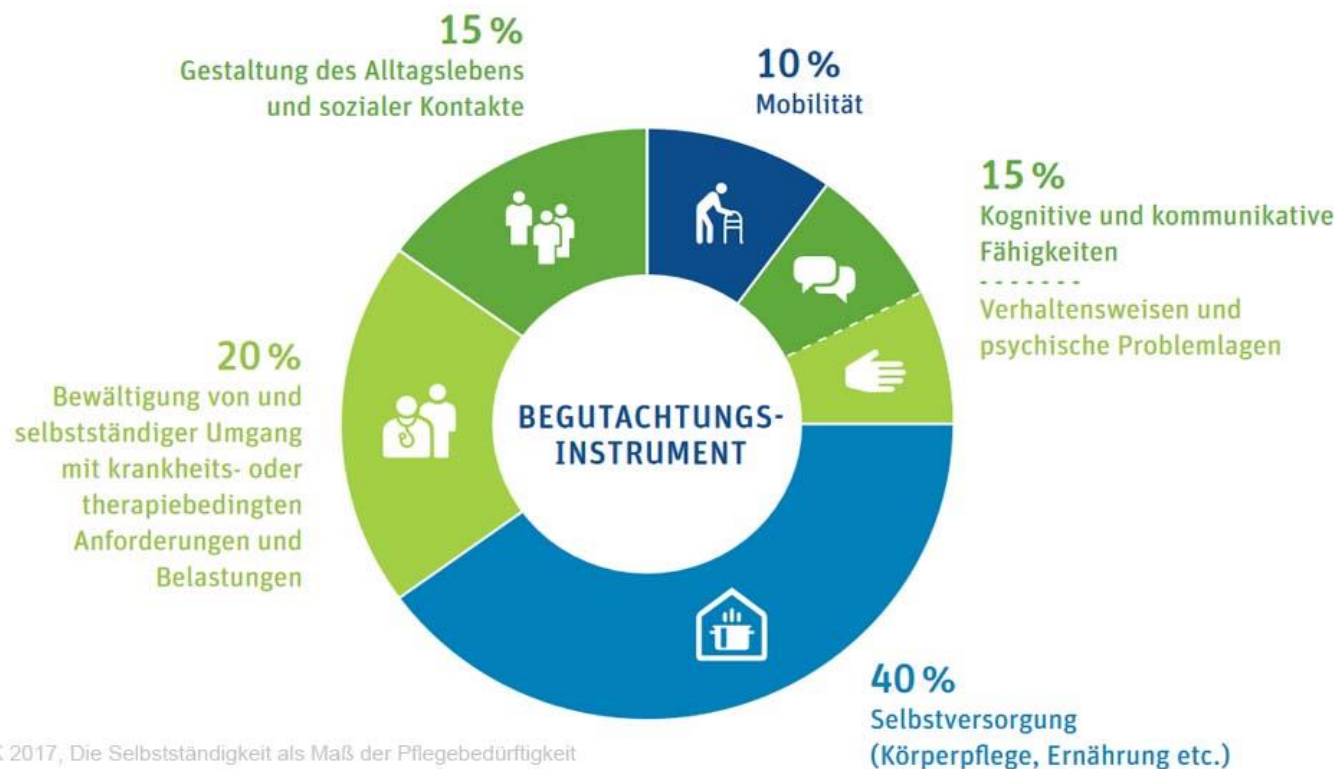 15 %
Gestaltung des Alltagslebens
und sozialer Kontakte
10 %
Mobilität
15 %
Kognitive und kommunikative
Fähigkeiten
-------
Verhaltensweisen und
psychische Problemlagen
20 %
Bewältigung von und
selbstständiger Umgang
mit krankheits- oder
therapiebedingten
Anforderungen und
Belastungen
BEGUTACHTUNGS-
INSTRUMENT
40 %
Selbstversorgung
(Körperpflege, Ernährung etc.)
2017, Die Selbstständigkeit als Maß der Pflegebedürftigkeit